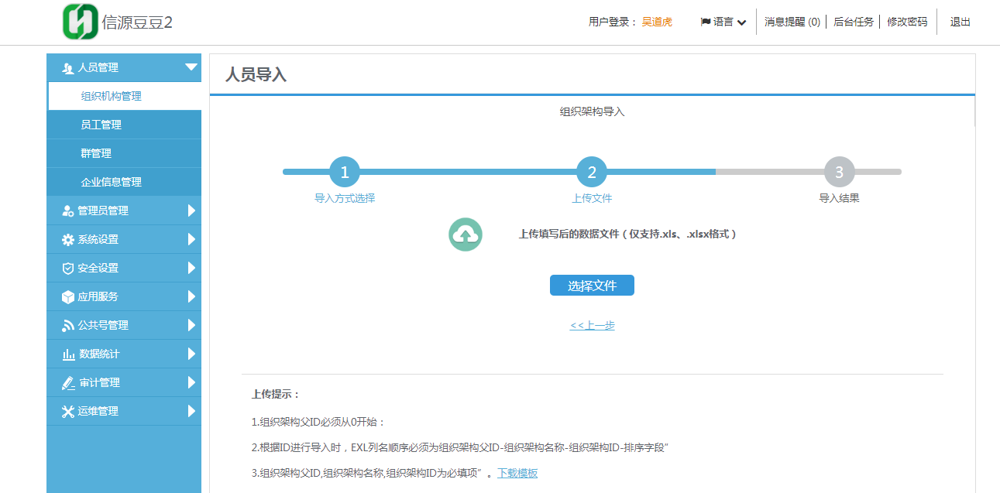 信源豆豆2
用户登录： 吴道虎 语言 消息提醒 (0) 后台任务 修改密码 退出
人员管理
组织机构管理
员工管理
群管理
企业信息管理
管理员管理
系统设置
安全设置
应用服务
公共号管理
数据统计
审计管理
运维管理
人员导入
组织架构导入
1 2 3
导入方式选择 上传文件 导入结果
上传填写后的数据文件（仅支持.xls、.xlsx格式）
选择文件
<<上一步
上传提示：
1.组织架构父ID必须从0开始：
2.根据ID进行导入时，EXL列名顺序必须为组织架构父ID-组织架构名称-组织架构ID-排序字段”
3.组织架构父ID,组织架构名称,组织架构ID为必填项”。下载模板